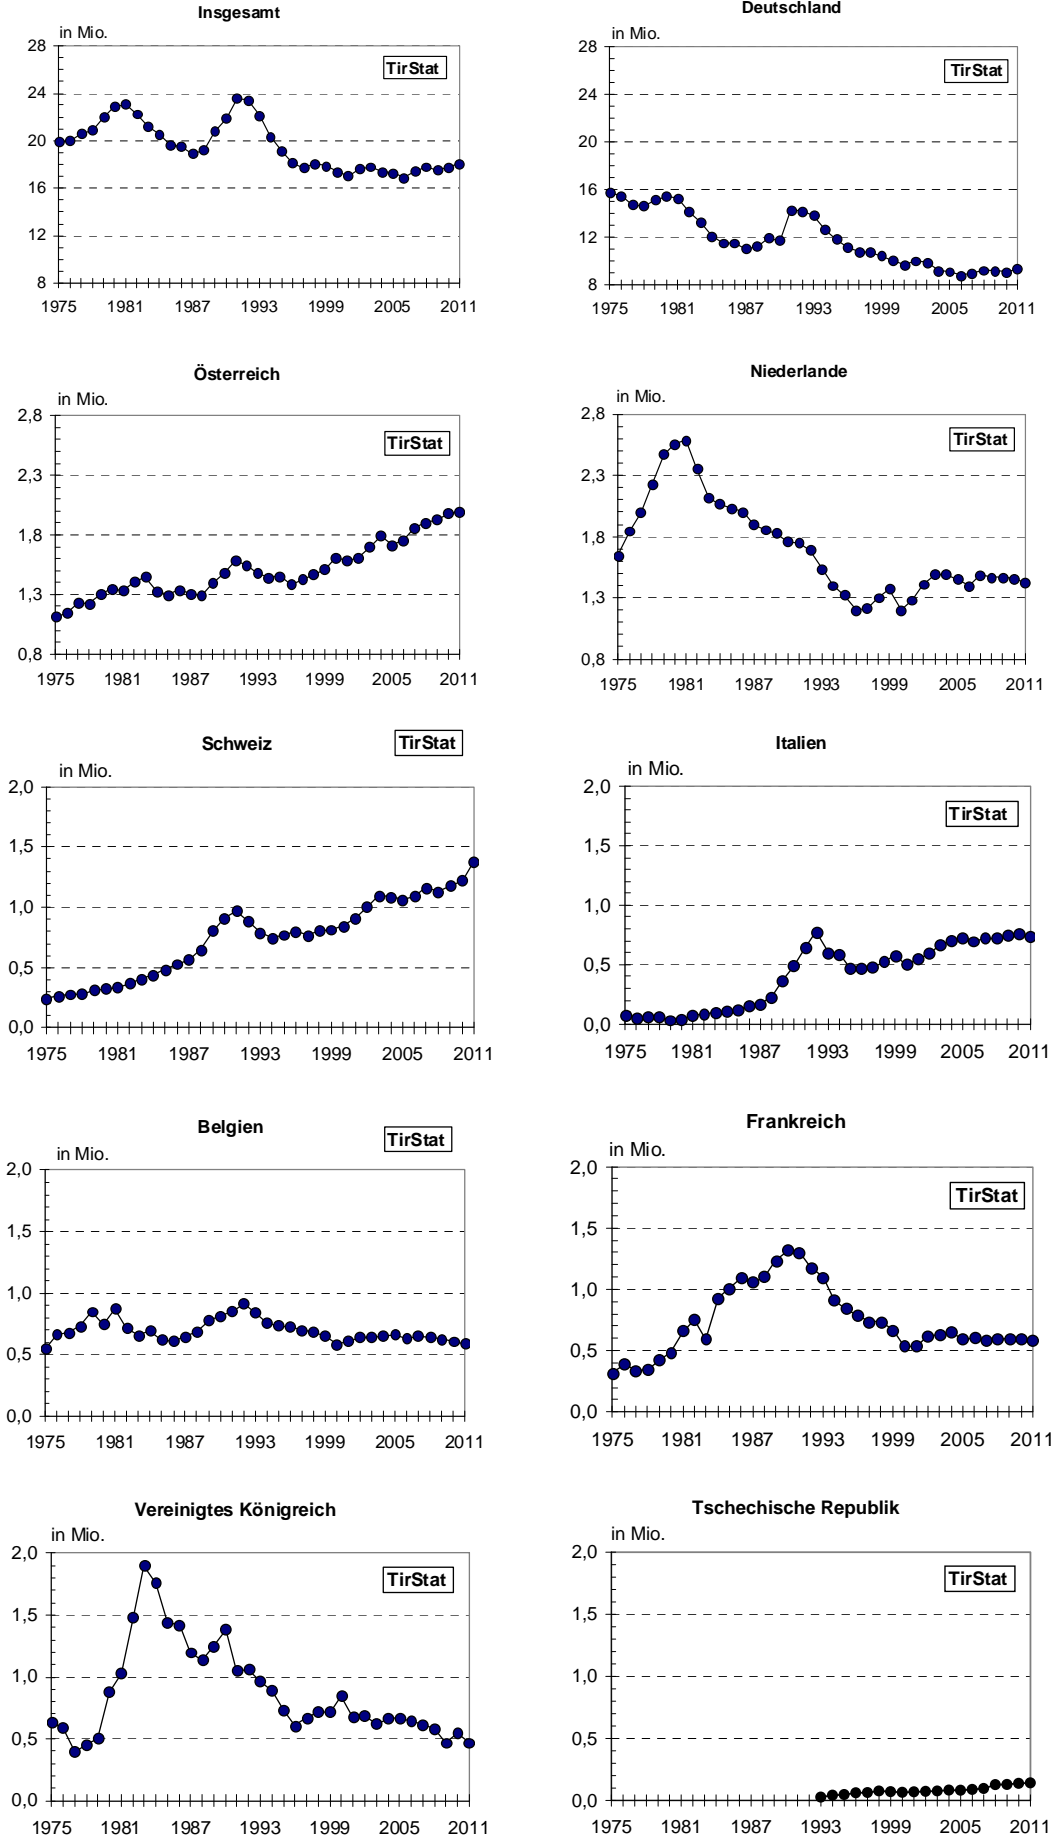 Insgesamt
in Mio.
TirStat
28
24
20
16
12
8
1975 1981 1987 1993 1999 2005 2011
Deutschland
in Mio.
TirStat
28
24
20
16
12
8
1975 1981 1987 1993 1999 2005 2011
Österreich
in Mio.
TirStat
2,8
2,3
1,8
1,3
0,8
1975 1981 1987 1993 1999 2005 2011
Niederlande
in Mio.
TirStat
2,8
2,3
1,8
1,3
0,8
1975 1981 1987 1993 1999 2005 2011
Schweiz
TirStat
in Mio.
2,0
1,5
1,0
0,5
0,0
1975 1981 1987 1993 1999 2005 2011
Italien
in Mio.
TirStat
2,0
1,5
1,0
0,5
0,0
1975 1981 1987 1993 1999 2005 2011
Belgien
TirStat
in Mio.
2,0
1,5
1,0
0,5
0,0
1975 1981 1987 1993 1999 2005 2011
Frankreich
in Mio.
TirStat
2,0
1,5
1,0
0,5
0,0
1975 1981 1987 1993 1999 2005 2011
Vereinigtes Königreich
in Mio.
TirStat
2,0
1,5
1,0
0,5
0,0
1975 1981 1987 1993 1999 2005 2011
Tschechische Republik
in Mio.
TirStat
2,0
1,5
1,0
0,5
0,0
1975 1981 1987 1993 1999 2005 2011